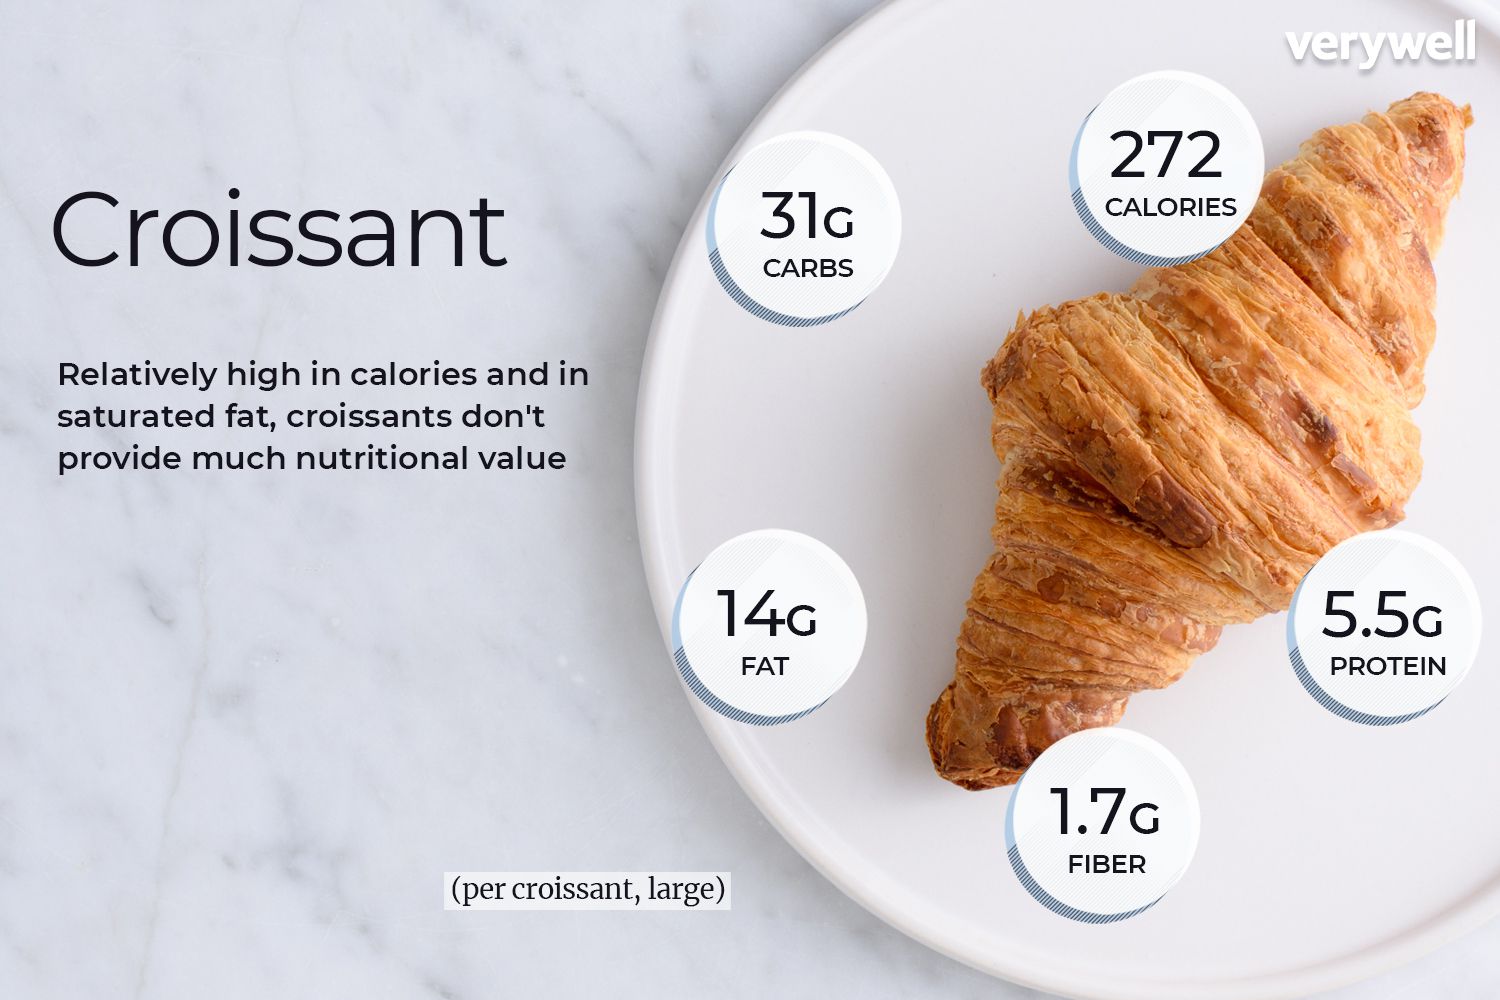 verywell
Croissant
Relatively high in calories and in
saturated fat, croissants don't
provide much nutritional value
31G
CARBS
272
CALORIES
14G
FAT
5.5G
PROTEIN
1.7G
FIBER
(per croissant, large)